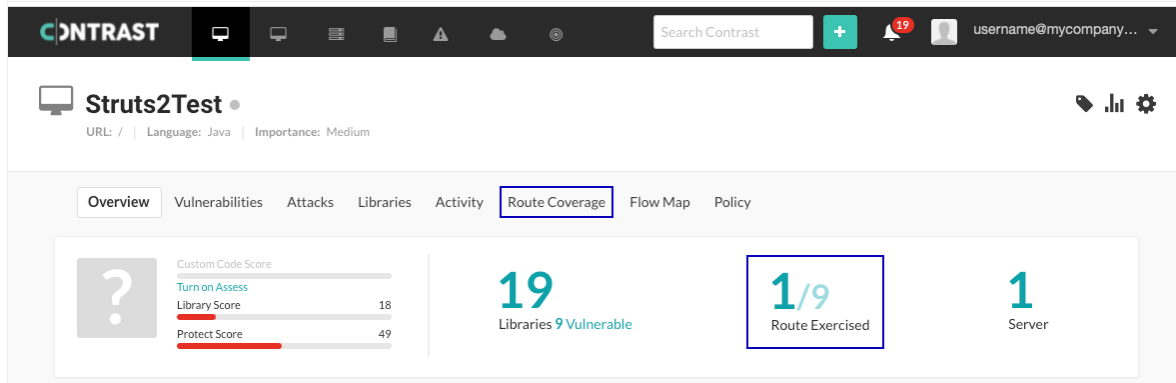 CONTRAST
Search Contrast
+
19
username@mycompany...
Struts2Test
URL: / | Language: Java | Importance: Medium
Overview Vulnerabilities Attacks Libraries Activity Route Coverage Flow Map Policy
?
Custom Code Score
Turn on Assess
Library Score 18
Protect Score 49
19
Libraries 9 Vulnerable
1/9
Route Exercised
1
Server